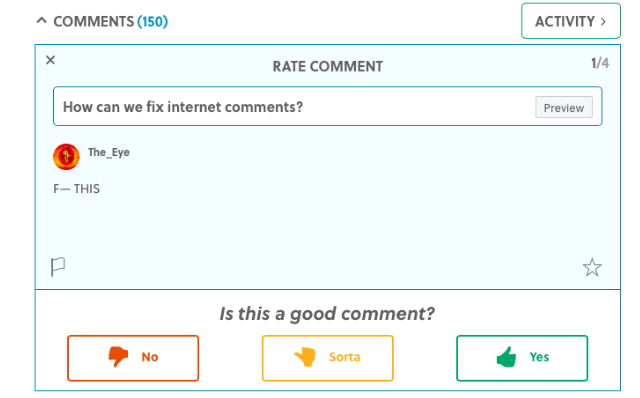 COMMENTS (150)
ACTIVITY >
×
RATE COMMENT
1/4
How can we fix internet comments?
Preview
The_Eye
F— THIS
Is this a good comment?
No
Sorta
Yes